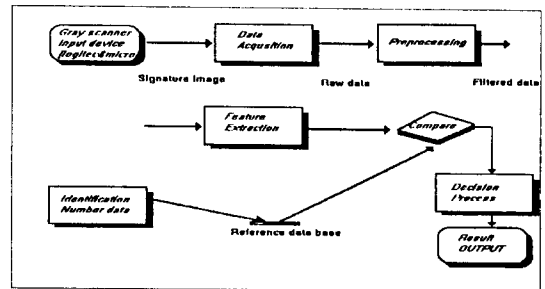 Gray scanner
Input device
Data
Acqusition
Preprocessing
Signature image
Raw data
Filtered data
Feature
Extraction
Compare
Identification
Number data
Reference data base
Decision
Process
Result
OUTPUT